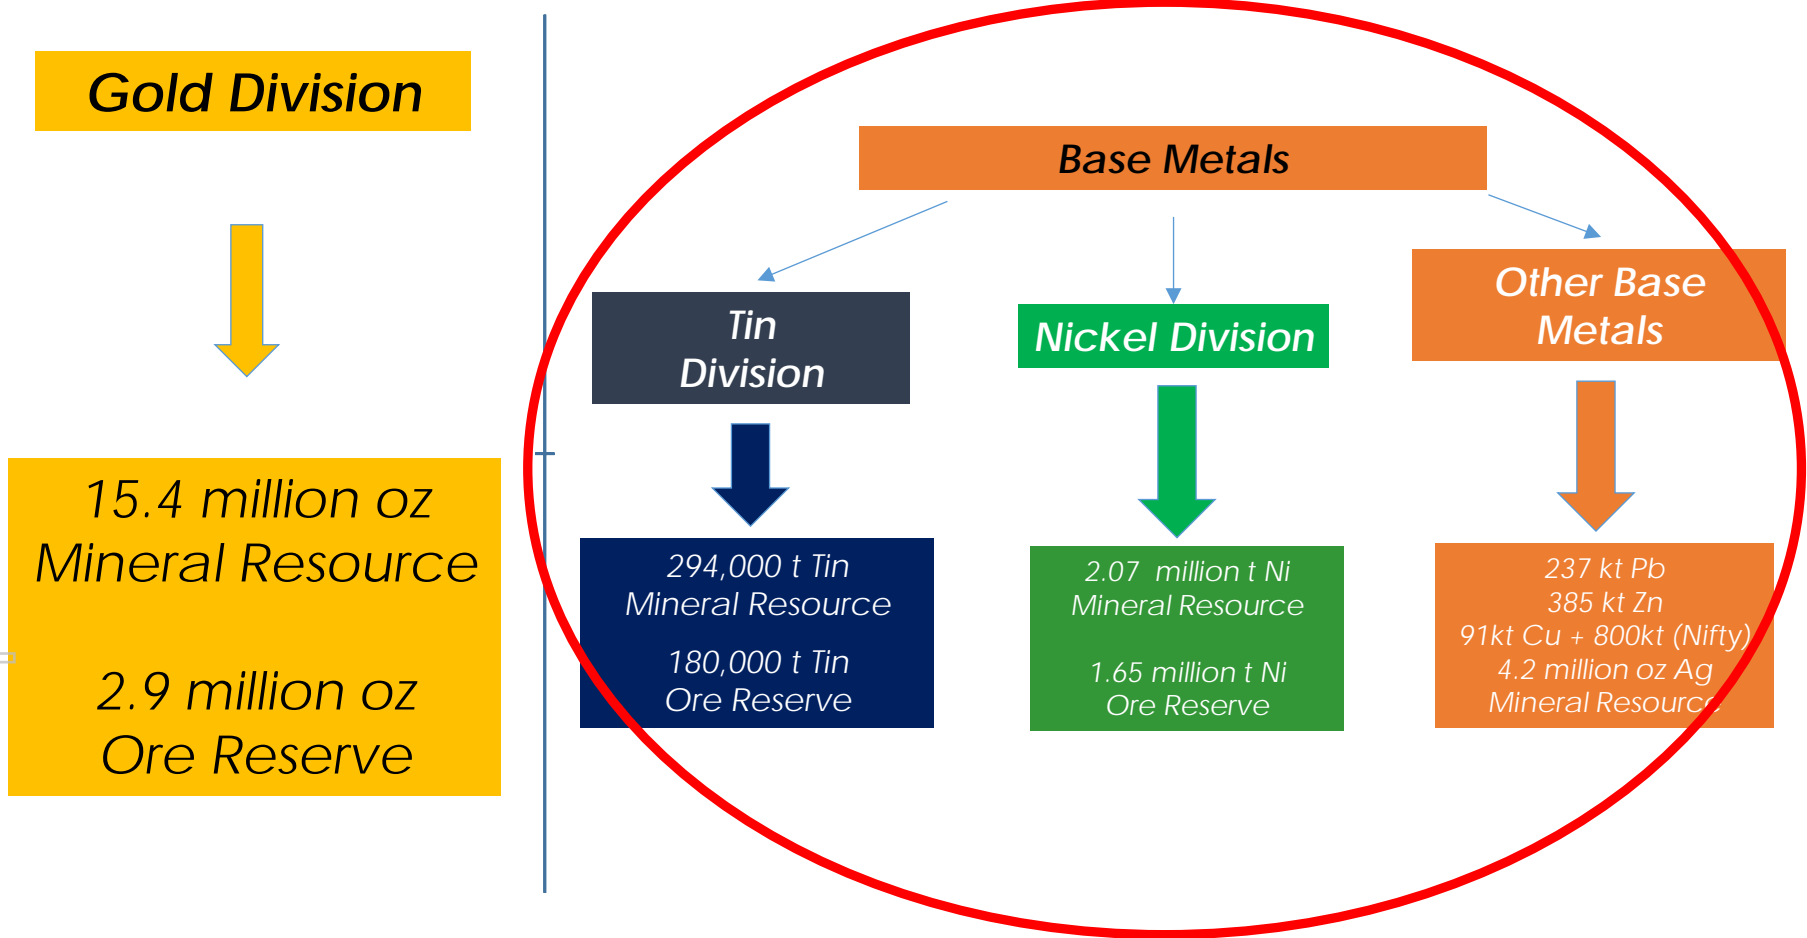 Gold Division
15.4 million oz
Mineral Resource
2.9 million oz
Ore Reserve
Base Metals
Tin
Division
294,000 t Tin
Mineral Resource
180,000 t Tin
Ore Reserve
Nickel Division
2.07 million t Ni
Mineral Resource
1.65 million t Ni
Ore Reserve
Other Base
Metals
237 kt Pb
385 kt Zn
91kt Cu + 800kt (Nifty)
4.2 million oz Ag
Mineral Resource